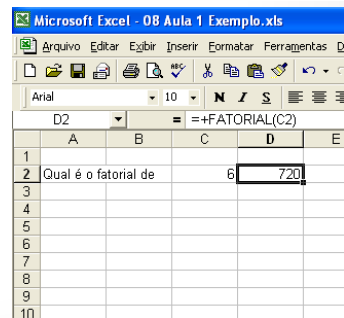 Microsoft Excel - 08 Aula 1 Exemplo.xls
Arquivo Editar Exibir Inserir Formatar Ferramentas D
Arial 10 N I S
D2 = =+FATORIAL(C2)
A B C D E
1
2 Qual é o fatorial de 6 720
3
4
5
6
7
8
9
10